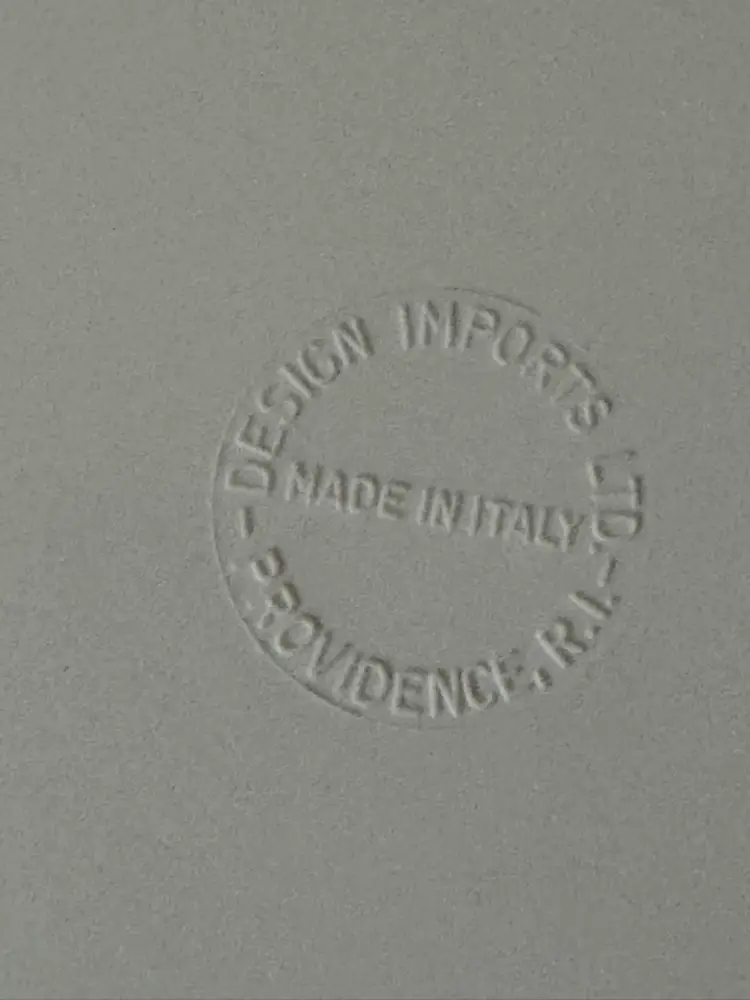 DESIGN IMPORTS LTD.
MADE IN ITALY
- PROVIDENCE, R.I. -